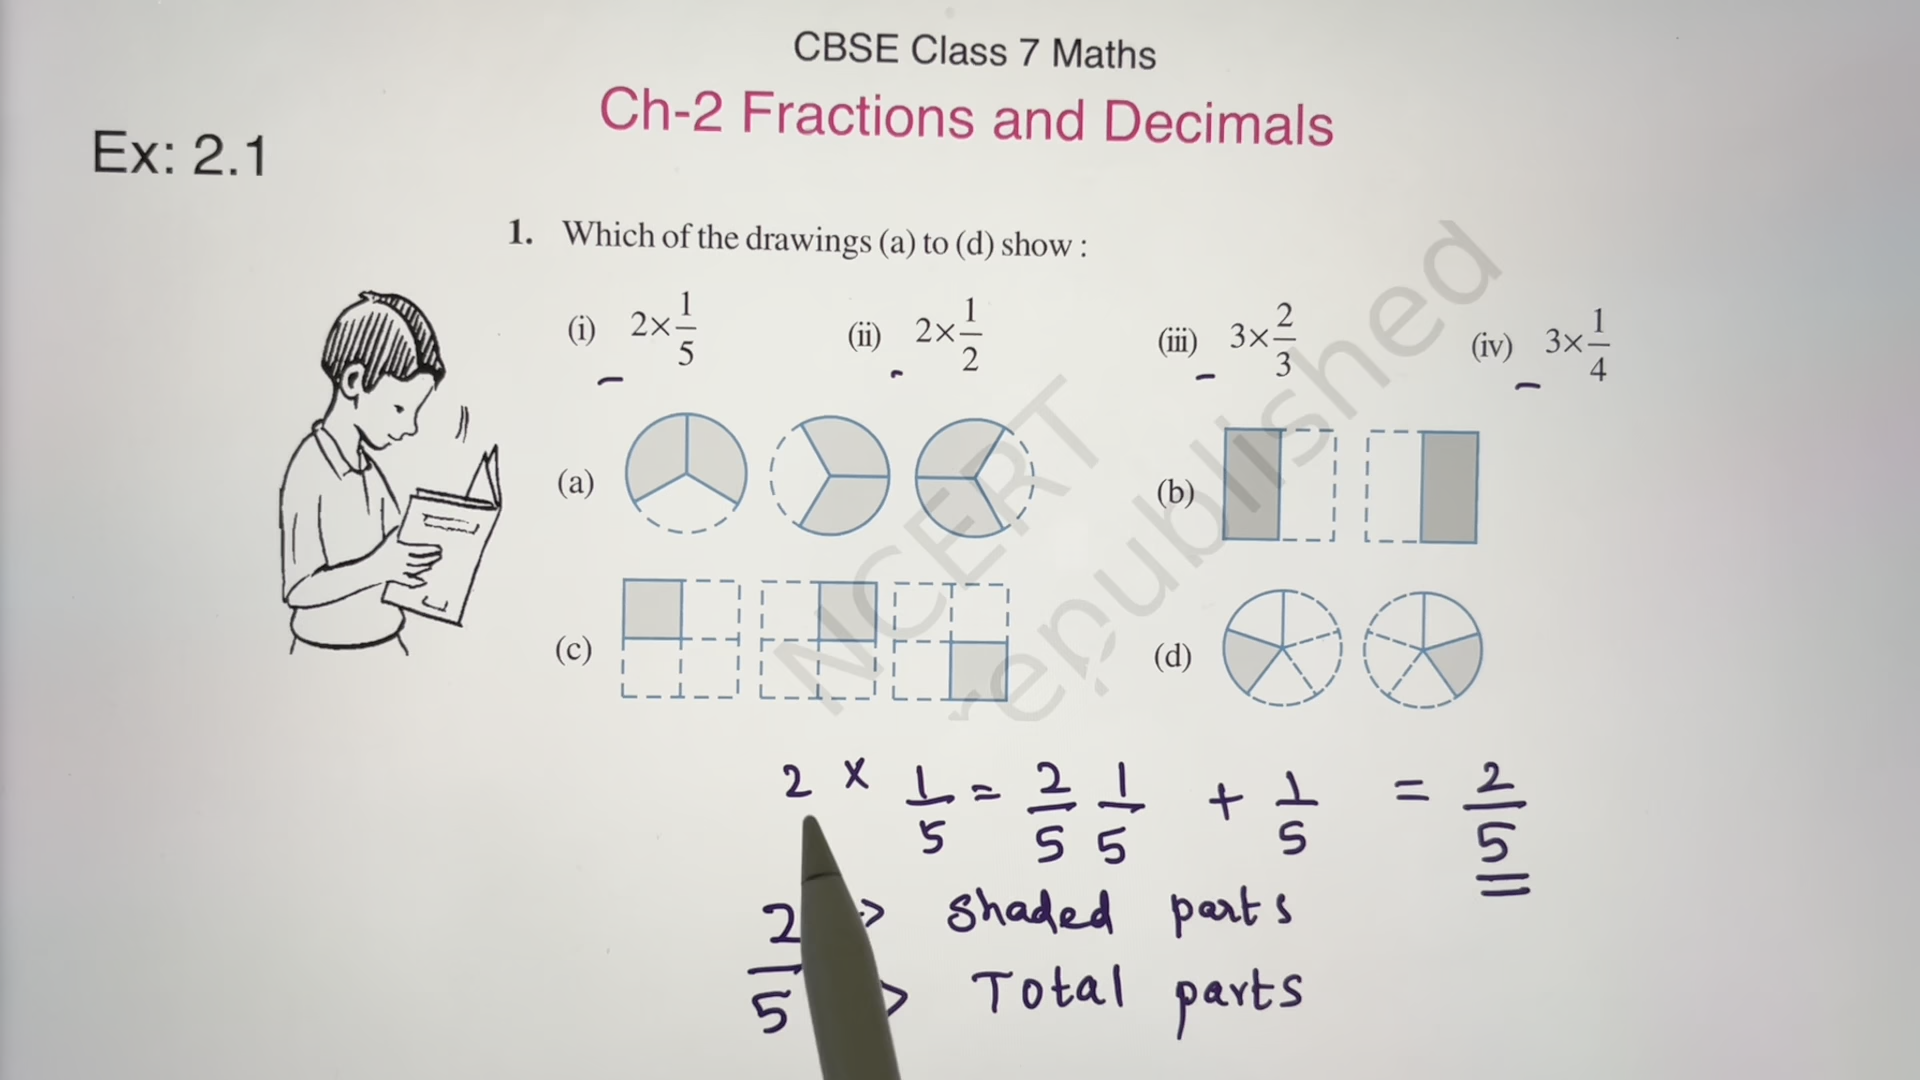 CBSE Class 7 Maths
Ch-2 Fractions and Decimals
Ex: 2.1
1. Which of the drawings (a) to (d) show :
(i) 2×1/5 (ii) 2×1/2 (iii) 3×2/3 (iv) 3×1/4
(a) (b)
(c) (d)
NCERT
republished
2 × 1/5 = 2/5 1/5 + 1/5 = 2/5
2 > shaded parts
5 > Total parts